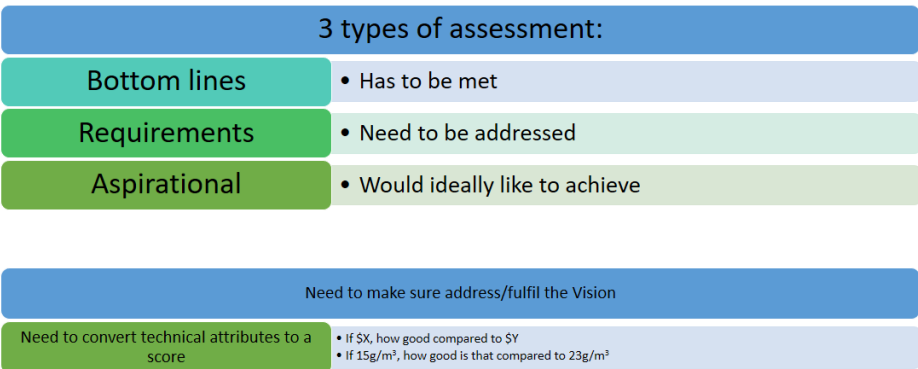 3 types of assessment:
Bottom lines
• Has to be met
Requirements
• Need to be addressed
Aspirational
• Would ideally like to achieve
Need to make sure address/fulfil the Vision
Need to convert technical attributes to a
score
• If $X, how good compared to $Y
• If 15g/m³, how good is that compared to 23g/m³